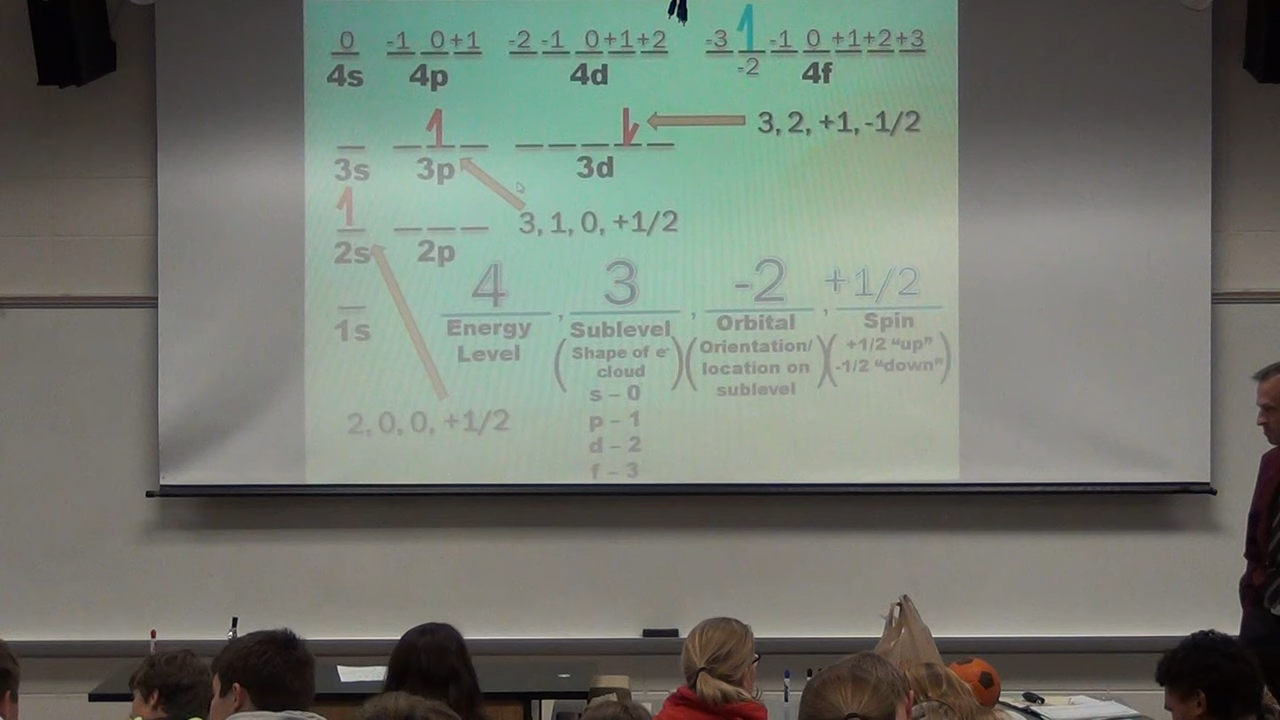 0 -1 0 +1 -2 -1 0 +1 +2 -3 -1 0 +1 +2 +3
4s 4p 4d -2 4f
3, 2, +1, -1/2
3s 3p 3d
3, 1, 0, +1/2
2s 2p
4, 3, -2, +1/2
1s
Energy Level
Sublevel
(Shape of e- cloud)
s – 0
p – 1
d – 2
f – 3
Orbital
(Orientation/
location on
sublevel)
Spin
(+1/2 “up”
-1/2 “down”)
2, 0, 0, +1/2